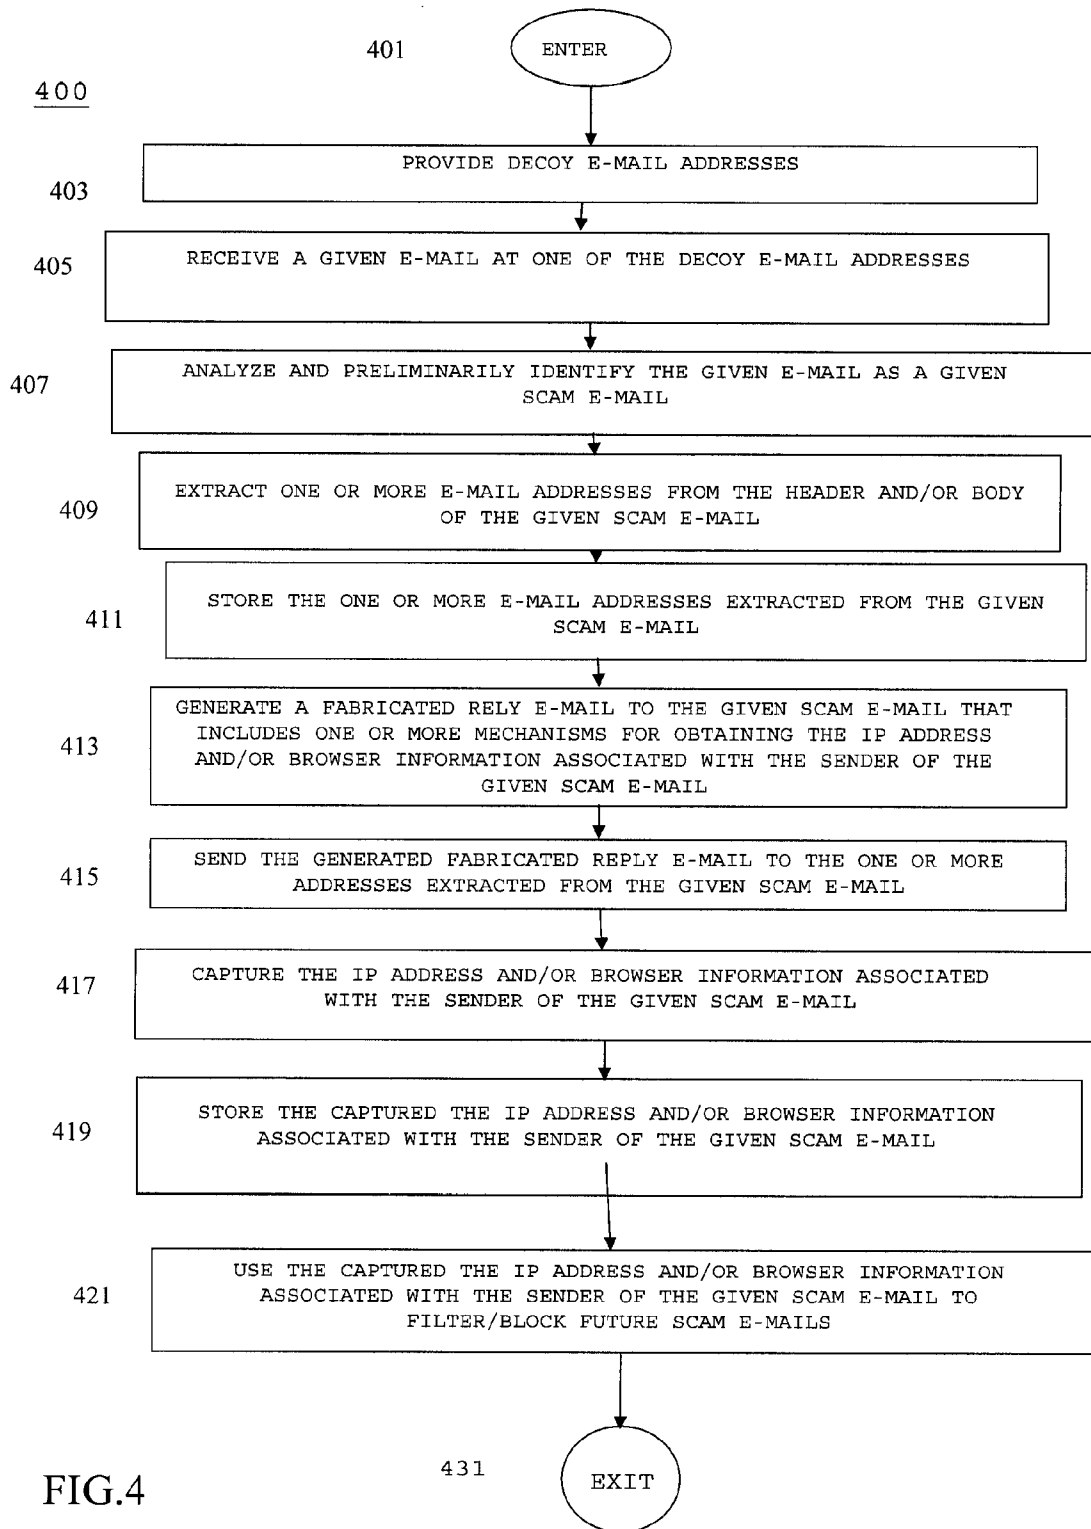 401
ENTER
400
PROVIDE DECOY E-MAIL ADDRESSES
403
405
RECEIVE A GIVEN E-MAIL AT ONE OF THE DECOY E-MAIL ADDRESSES
407
ANALYZE AND PRELIMINARILY IDENTIFY THE GIVEN E-MAIL AS A GIVEN
SCAM E-MAIL
409
EXTRACT ONE OR MORE E-MAIL ADDRESSES FROM THE HEADER AND/OR BODY
OF THE GIVEN SCAM E-MAIL
411
STORE THE ONE OR MORE E-MAIL ADDRESSES EXTRACTED FROM THE GIVEN
SCAM E-MAIL
413
GENERATE A FABRICATED RELY E-MAIL TO THE GIVEN SCAM E-MAIL THAT
INCLUDES ONE OR MORE MECHANISMS FOR OBTAINING THE IP ADDRESS
AND/OR BROWSER INFORMATION ASSOCIATED WITH THE SENDER OF THE
GIVEN SCAM E-MAIL
415
SEND THE GENERATED FABRICATED REPLY E-MAIL TO THE ONE OR MORE
ADDRESSES EXTRACTED FROM THE GIVEN SCAM E-MAIL
417
CAPTURE THE IP ADDRESS AND/OR BROWSER INFORMATION ASSOCIATED
WITH THE SENDER OF THE GIVEN SCAM E-MAIL
419
STORE THE CAPTURED THE IP ADDRESS AND/OR BROWSER INFORMATION
ASSOCIATED WITH THE SENDER OF THE GIVEN SCAM E-MAIL
421
USE THE CAPTURED THE IP ADDRESS AND/OR BROWSER INFORMATION
ASSOCIATED WITH THE SENDER OF THE GIVEN SCAM E-MAIL TO
FILTER/BLOCK FUTURE SCAM E-MAILS
431
EXIT
FIG.4